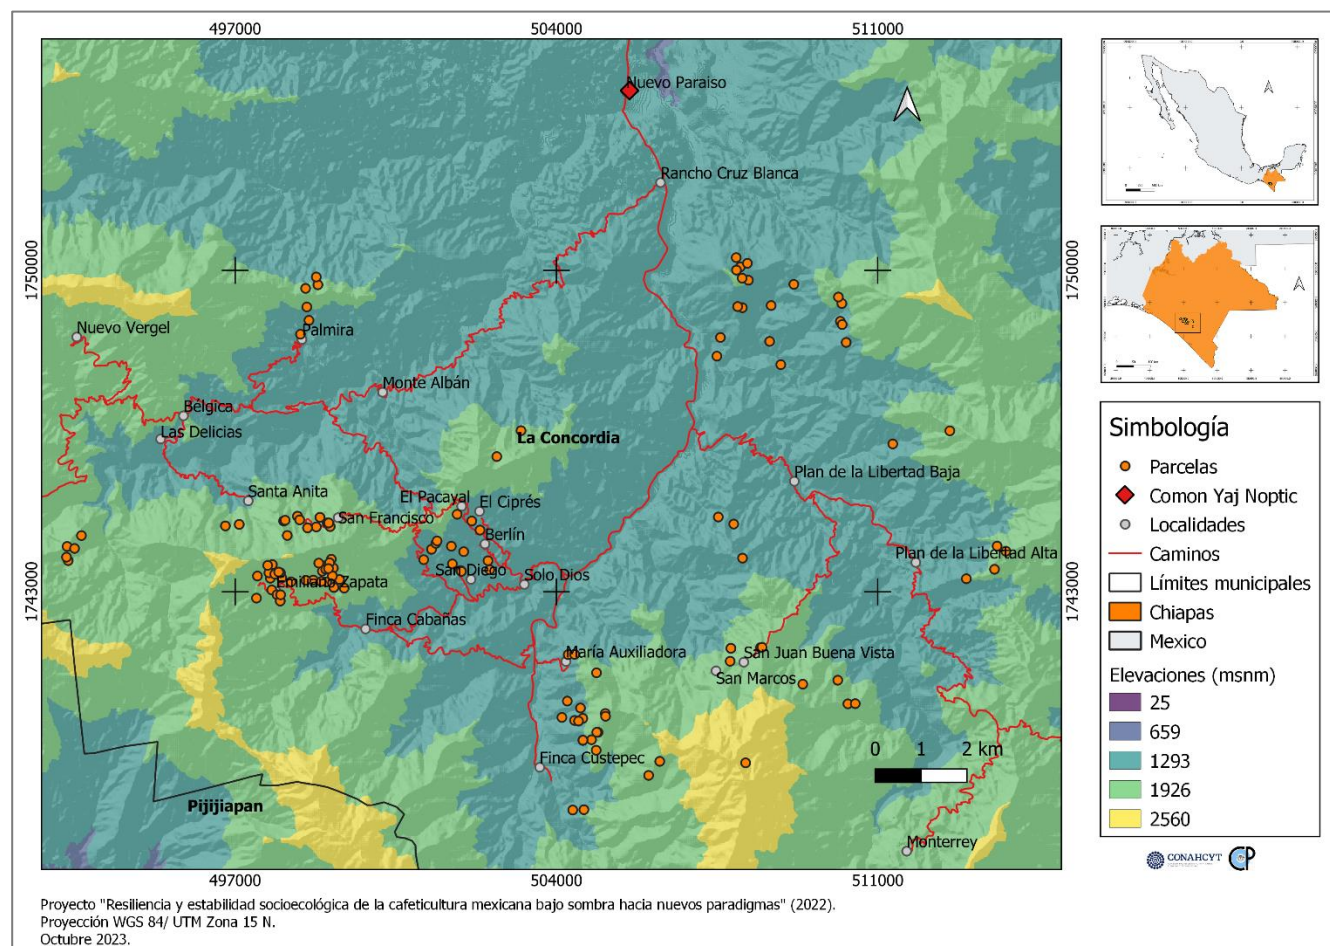 497000
504000
511000
1750000
1750000
1743000
1743000
Nuevo Paraiso
Rancho Cruz Blanca
Palmira
Nuevo Vergel
Monte Albán
Bélgica
Las Delicias
La Concordia
Plan de la Libertad Baja
Santa Anita
San Francisco
El Pacayal
El Ciprés
Berlín
Plan de la Libertad Alta
San Diego
Solo Dios
Emiliano Zapata
Finca Cabañas
María Auxiliadora
San Juan Buena Vista
San Marcos
0 1 2 km
Finca Custepec
Pijijiapan
Monterrey
497000
504000
511000
Simbología
Parcelas
Comon Yaj Noptic
Localidades
Caminos
Límites municipales
Chiapas
Mexico
Elevaciones (msnm)
25
659
1293
1926
2560
CONAHCYT
CP
Proyecto "Resiliencia y estabilidad socioecológica de la cafeticultura mexicana bajo sombra hacia nuevos paradigmas" (2022).
Proyección WGS 84/ UTM Zona 15 N.
Octubre 2023.